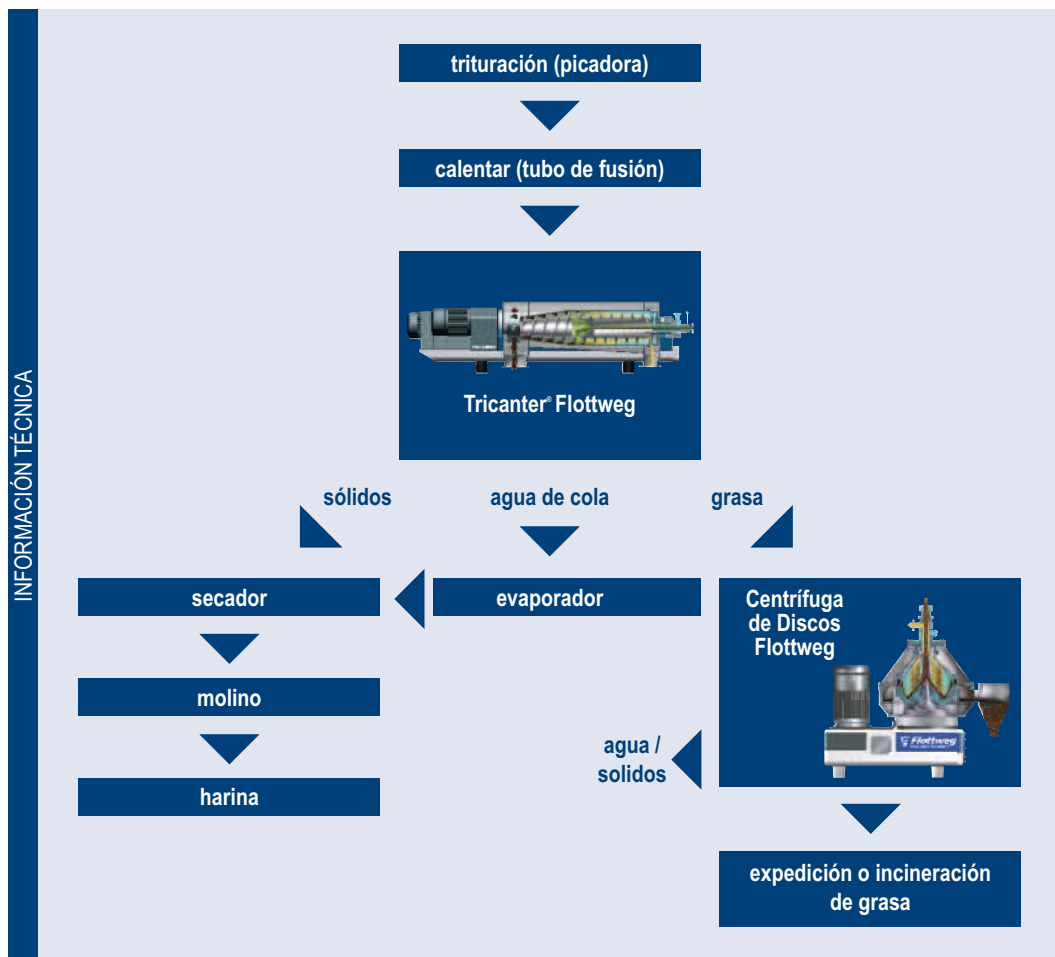 INFORMACIÓN TÉCNICA
trituración (picadora)
calentar (tubo de fusión)
Tricanter® Flottweg
sólidos
agua de cola
grasa
secador
evaporador
Centrífuga
de Discos
Flottweg
Flottweg
molino
agua /
solidos
harina
expedición o incineración
de grasa